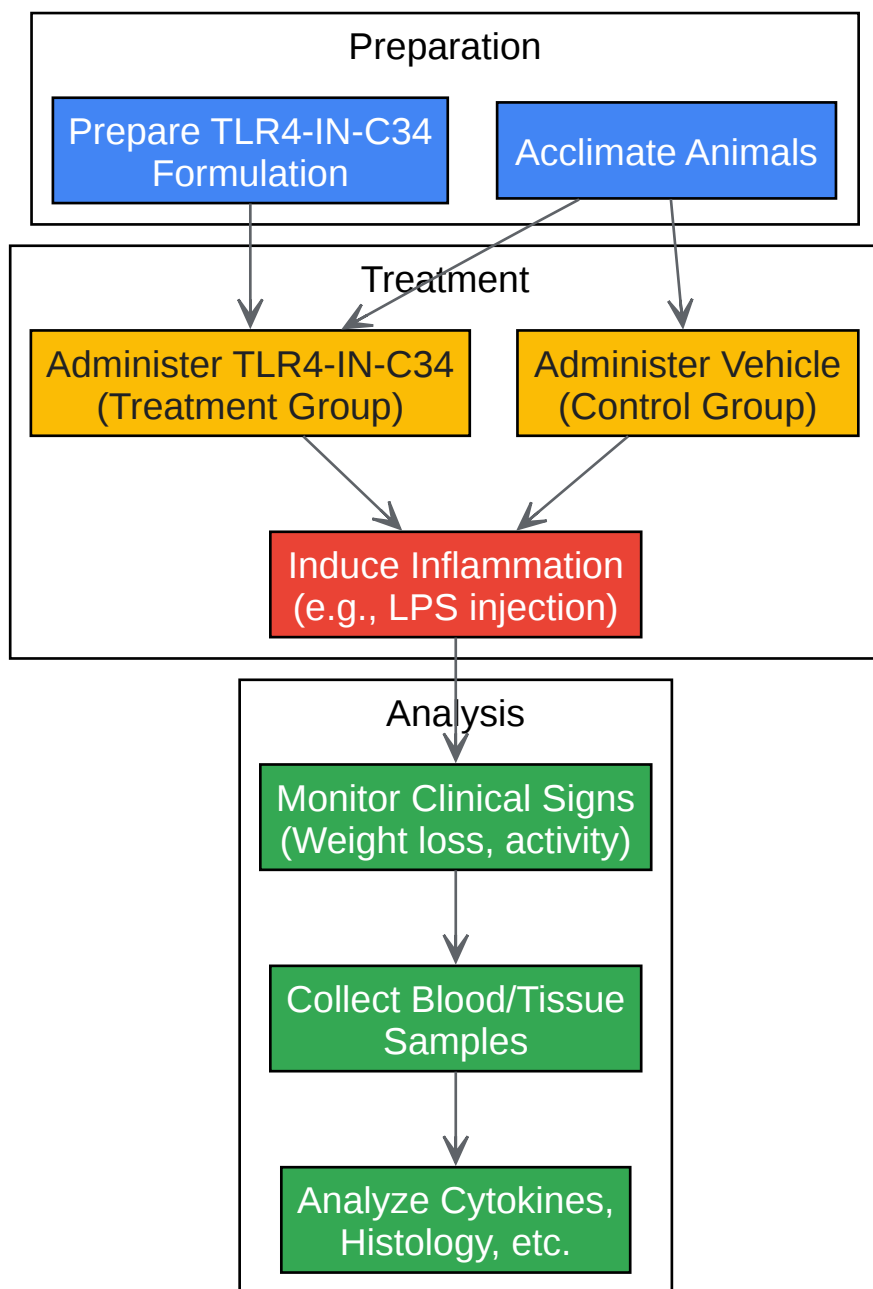 Preparation
Prepare TLR4-IN-C34
Formulation
Acclimate Animals
Treatment
Administer TLR4-IN-C34
(Treatment Group)
Administer Vehicle
(Control Group)
Induce Inflammation
(e.g., LPS injection)
Analysis
Monitor Clinical Signs
(Weight loss, activity)
Collect Blood/Tissue
Samples
Analyze Cytokines,
Histology, etc.